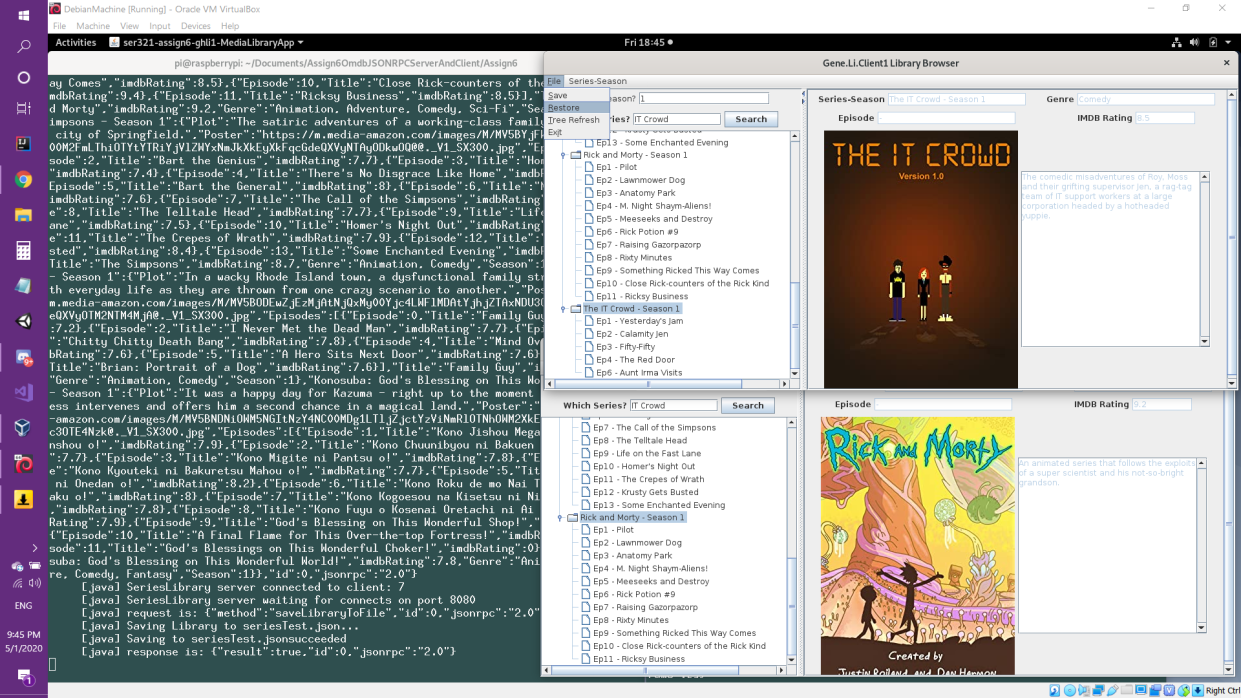 DebianMachine [Running] - Oracle VM VirtualBox
File Machine View Input Devices Help
Activities ser321-assign6-ghli1-MediaLibraryApp Fri 18:45
pi@raspberrypi: ~/Documents/Assign6OmdbJSONRPCServerAndClient/Assign6
ay Comes","imdbRating":8.5},{"Episode":10,"Title":"Close Rick-counters of the
9.4},{"Episode":11,"Title":"Ricksy Business","imdbRating":8.5}],"
d Morty","imdbRating":9.2,"Genre":"Animation, Adventure, Comedy, Sci-Fi","Sea
impsons - Season 1":{"Plot":"The satiric adventures of a working-class family
city of Springfield.","Poster":"https://m.media-amazon.com/images/M/
ode":2,"Title":"Bart the Genius","imdbRating":7.7},{"Episode":3,"Title":"Hom
":7.4},{"Episode":4,"Title":"There's No Disgrace Like Home","imdbRating"
Episode":5,"Title":"Bart the General","imdbRating":8},{"Episode":6,"Title":"
":7.6},{"Episode":7,"Title":"The Call of the Simpsons","imdbRating":
e":8,"Title":"The Telltale Head","imdbRating":7.7},{"Episode":9,"Title":"Life
ane","imdbRating":7.5},{"Episode":10,"Title":"Homer's Night Out","imdbRating"
":11,"Title":"The Crepes of Wrath","imdbRating":7.9},{"Episode":12,"Title":"
sted","imdbRating":8.4},{"Episode":13,"Title":"Some Enchanted Evening","imdb
Title":"The Simpsons","imdbRating":8.7,"Genre":"Animation, Comedy","Season":1
- Season 1":{"Plot":"In a wacky Rhode Island town, a dysfunctional family str
th everyday life as they are thrown from one crazy scenario to another.","Pos
"Episodes":[{"Episode":0,"Title":"Family Guy
7.2},{"Episode":2,"Title":"I Never Met the Dead Man","imdbRating":7.7},{"Epi
":"Chitty Chitty Death Bang","imdbRating":7.8},{"Episode":4,"Title":"Mind Ov
bRating":7.6},{"Episode":5,"Title":"A Hero Sits Next Door","imdbRating":7.6
Title":"Brian: Portrait of a Dog","imdbRating":7.6}],"Title":"Family Guy","im
"Genre":"Animation, Comedy","Season":1},"Konosuba: God's Blessing on This Wo
- Season 1":{"Plot":"It was a happy day for Kazuma - right up to the moment
ess intervenes and offers him a second chance in a magical land.","Poster":"
"Episodes":[{"Episode":1,"Title":"Kono Jishou Mega
nshou o!","imdbRating":7.9},{"Episode":2,"Title":"Kono Chuunibyou ni Bakuen
":7.7},{"Episode":3,"Title":"Kono Migite ni Pantsu o!","imdbRating":7.8},{"E
e":"Kono Kyouteki ni Bakuretsu Mahou o!","imdbRating":7.7},{"Episode":5,"Tit
ni Onedan o!","imdbRating":8.2},{"Episode":6,"Title":"Kono Roku de mo Nai T
aku o!","imdbRating":8},{"Episode":7,"Title":"Kono Kogoesou na Kisetsu ni Ni
,"imdbRating":7.8},{"Episode":8,"Title":"Kono Fuyu o Kosenai Oretachi ni Ai
Rating":7.9},{"Episode":9,"Title":"God's Blessing on This Wonderful Shop!","
{"Episode":10,"Title":"A Final Flame for This Over-the-top Fortress!","imdbR
sode":11,"Title":"God's Blessings on This Wonderful Choker!","imdbRating":0}
suba: God's Blessing on This Wonderful World!","imdbRating":7.8,"Genre":"Ani
re, Comedy, Fantasy","Season":1}},"id":0,"jsonrpc":"2.0"}
[java] SeriesLibrary server connected to client: 7
[java] SeriesLibrary server waiting for connects on port 8080
[java] request is: {"method":"saveLibraryToFile","id":0,"jsonrpc":"2.0"
[java] Saving Library to seriesTest.json...
[java] Saving to seriesTest.jsonsucceeded
[java] response is: {"result":true,"id":0,"jsonrpc":"2.0"}
Gene.Li.Client1 Library Browser
File Series-Season
Save
Restore
Tree Refresh
Exit
eason? 1
ries? IT Crowd Search
Ep13 - Some Enchanted Evening
Rick and Morty - Season 1
Ep1 - Pilot
Ep2 - Lawnmower Dog
Ep3 - Anatomy Park
Ep4 - M. Night Shaym-Aliens!
Ep5 - Meeseeks and Destroy
Ep6 - Rick Potion #9
Ep7 - Raising Gazorpazorp
Ep8 - Rixty Minutes
Ep9 - Something Ricked This Way Comes
Ep10 - Close Rick-counters of the Rick Kind
Ep11 - Ricksy Business
The IT Crowd - Season 1
Ep1 - Yesterday's Jam
Ep2 - Calamity Jen
Ep3 - Fifty-Fifty
Ep4 - The Red Door
Ep6 - Aunt Irma Visits
Series-Season The IT Crowd - Season 1 Genre Comedy
Episode - IMDB Rating 8.5
THE IT CROWD
Version 1.0
The comedic misadventures of Roy, Moss
and their grifting supervisor Jen, a rag-tag
team of IT support workers at a large
corporation headed by a hotheaded
yuppie.
Which Series? IT Crowd Search
Ep7 - The Call of the Simpsons
Ep8 - The Telltale Head
Ep9 - Life on the Fast Lane
Ep10 - Homer's Night Out
Ep11 - The Crepes of Wrath
Ep12 - Krusty Gets Busted
Ep13 - Some Enchanted Evening
Rick and Morty - Season 1
Ep1 - Pilot
Ep2 - Lawnmower Dog
Ep3 - Anatomy Park
Ep4 - M. Night Shaym-Aliens!
Ep5 - Meeseeks and Destroy
Ep6 - Rick Potion #9
Ep7 - Raising Gazorpazorp
Ep8 - Rixty Minutes
Ep9 - Something Ricked This Way Comes
Ep10 - Close Rick-counters of the Rick Kind
Ep11 - Ricksy Business
Episode - IMDB Rating 9.2
Rick and Morty
An animated series that follows the exploits
of a super scientist and his not-so-bright
grandson.
Created by
Justin Roiland and Dan Harmon
ENG
9:45 PM
5/1/2020
Right Ctrl